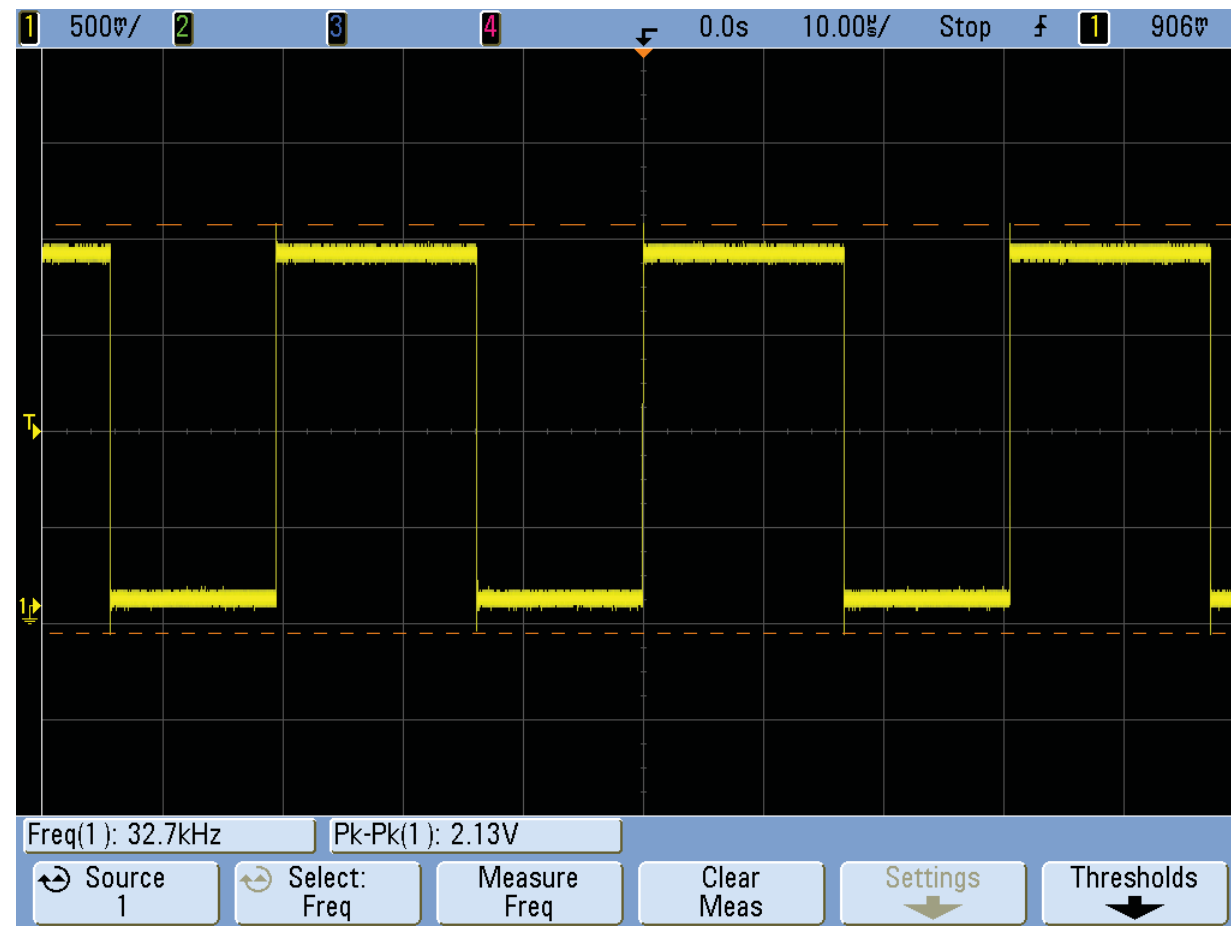 1 500mV/ 2 3 4 0.0s 10.00µs/ Stop 1 906mV
T
1
Freq(1): 32.7kHz Pk-Pk(1): 2.13V
Source Select: Measure Clear Settings Thresholds
1 Freq Freq Meas